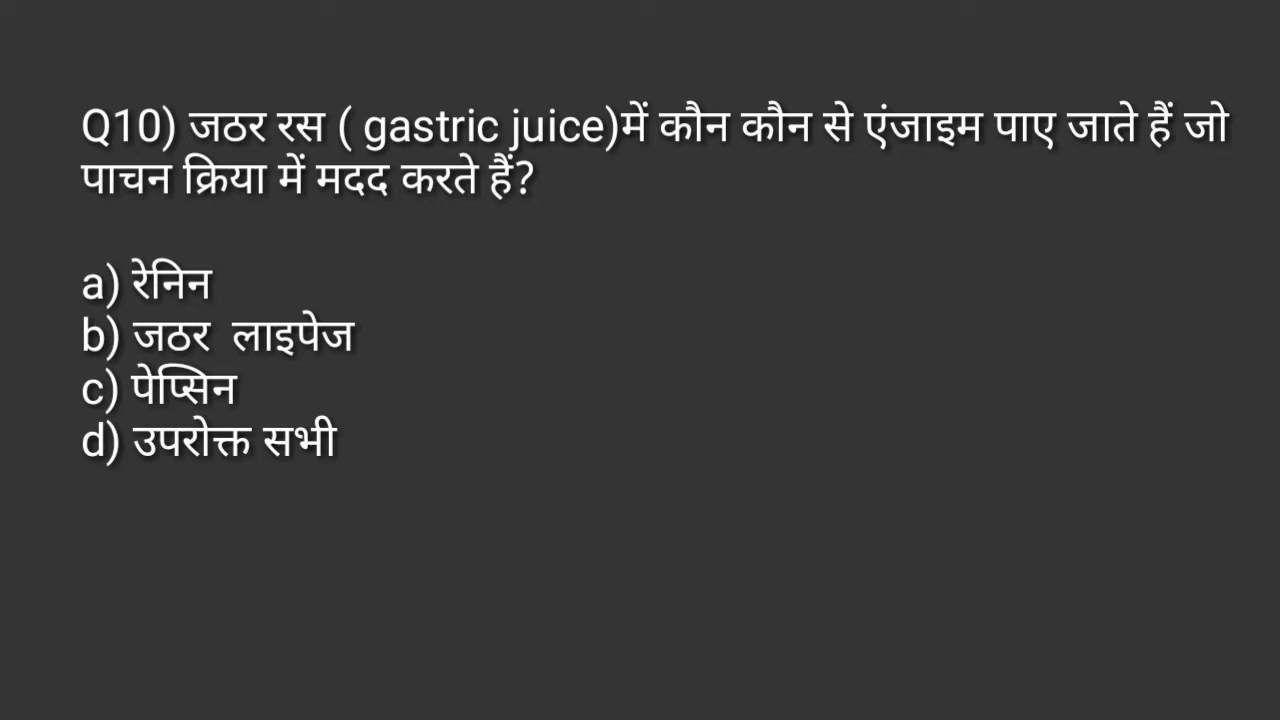 Q10) जठर रस ( gastric juice)में कौन कौन से एंजाइम पाए जाते हैं जो
पाचन क्रिया में मदद करते हैं?
a) रेनिन
b) जठर  लाइपेज
c) पेप्सिन
d) उपरोक्त सभी